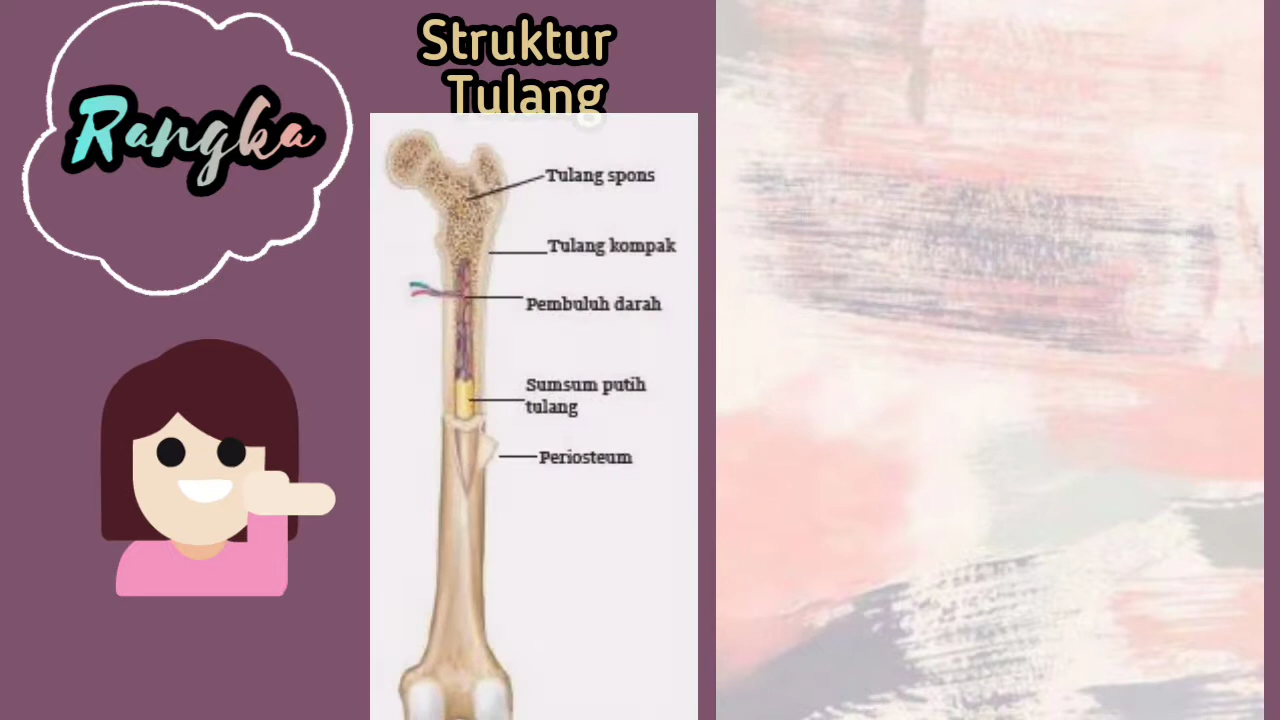 Rangka
Struktur
Tulang
Tulang spons
Tulang kompak
Pembuluh darah
Sumsum putih
tulang
Periosteum